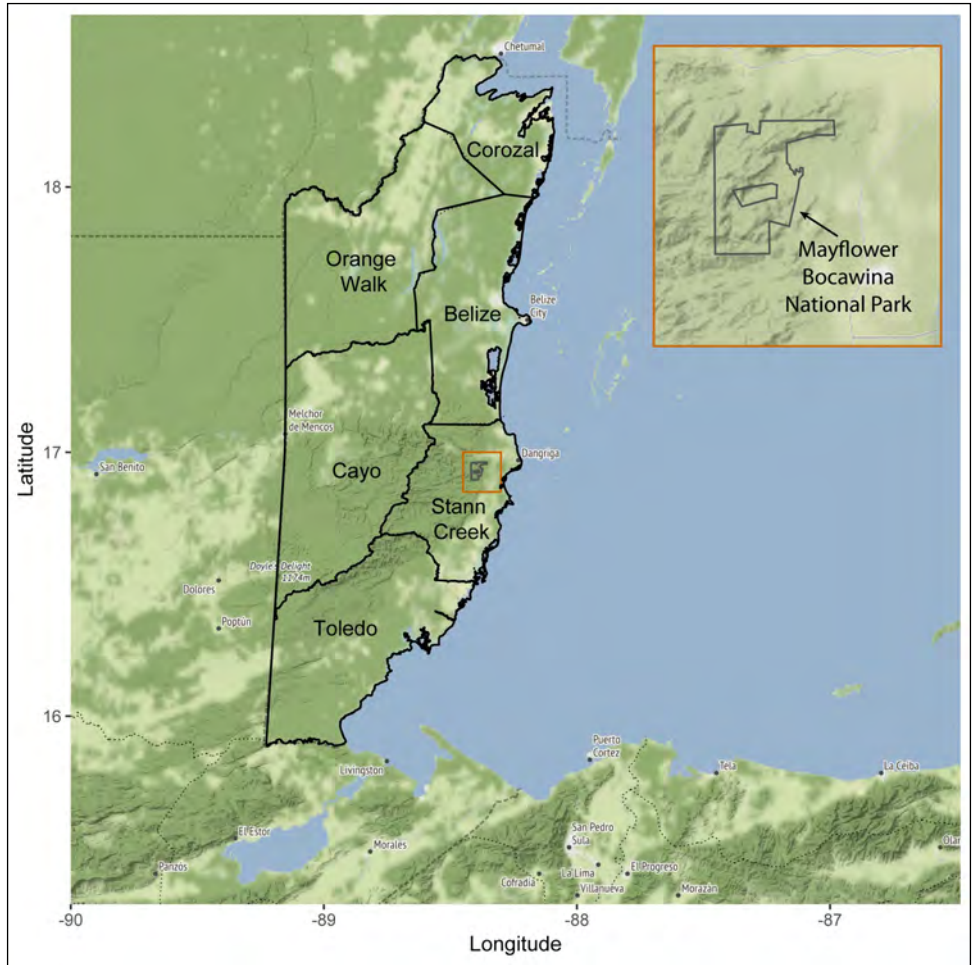 Chetumal
Corozal
18
Orange
Walk
Belize
Belize
City
Mayflower
Bocawina
National Park
Melchor
de Mencos
17
San Benito
Cayo
Dangriga
Stann
Creek
Doyle's Delight
1174m
Dolores
Poptún
Toledo
16
Livingston
Puerto
Cortez
Tela
La Ceiba
El Estor
Morales
San Pedro
Sula
Panzós
Cofradía
La Lima
El Progreso
Villanueva
Morazan
-90
-89
-88
-87
Latitude
Longitude